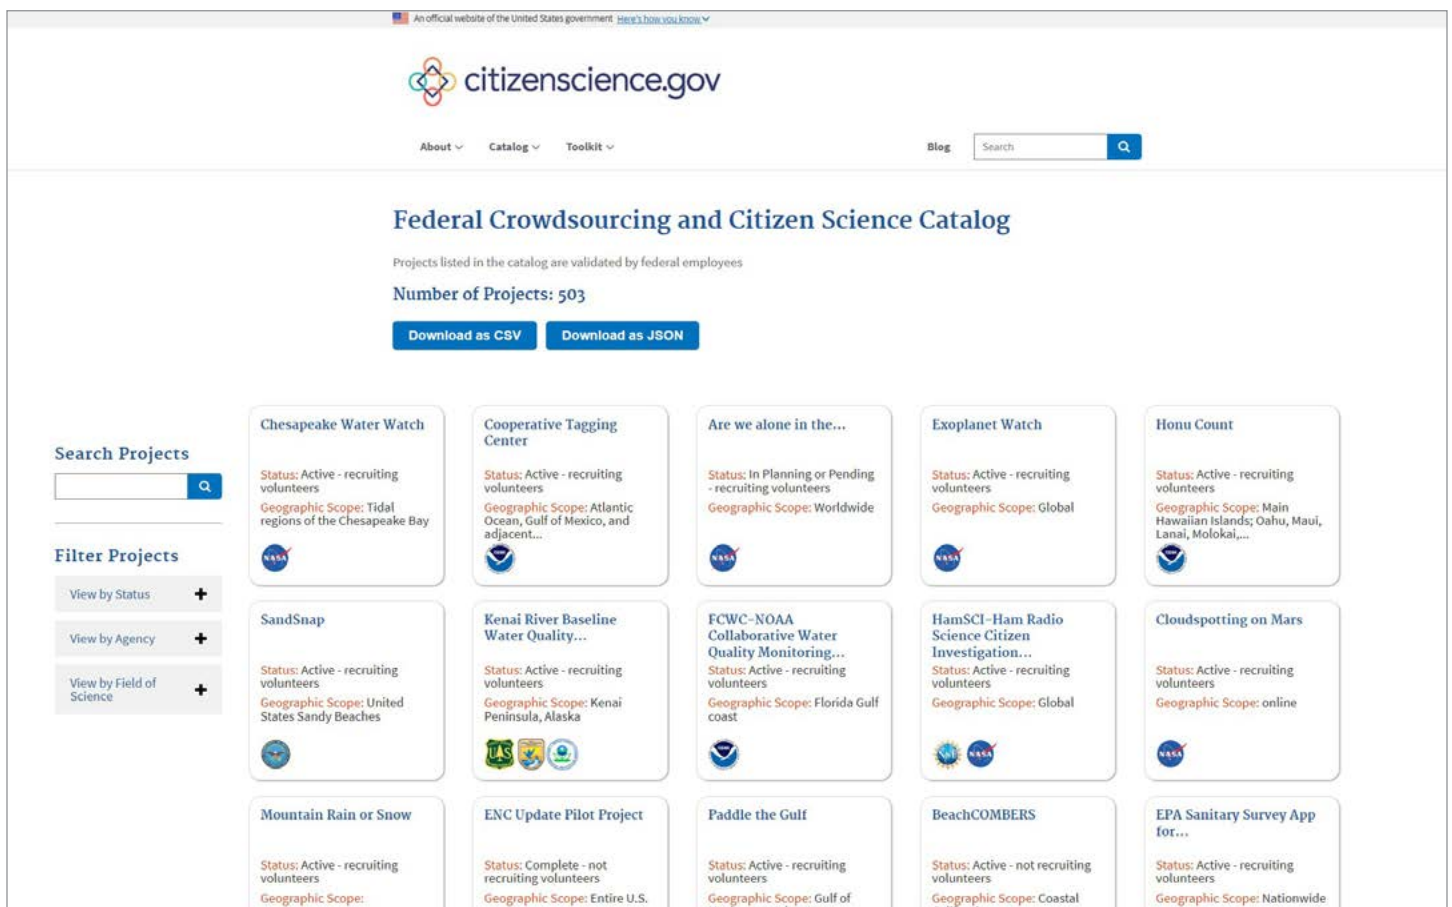 An official website of the United States government Here's how you know
citizenscience.gov
About Catalog Toolkit Blog Search
Federal Crowdsourcing and Citizen Science Catalog
Projects listed in the catalog are validated by federal employees
Number of Projects: 503
Download as CSV Download as JSON
Search Projects
Filter Projects
View by Status
View by Agency
View by Field of
Science
Chesapeake Water Watch
Status: Active - recruiting
volunteers
Geographic Scope: Tidal
regions of the Chesapeake Bay
NASA
Cooperative Tagging
Center
Status: Active - recruiting
volunteers
Geographic Scope: Atlantic
Ocean, Gulf of Mexico, and
adjacent...
Are we alone in the...
Status: In Planning or Pending
- recruiting volunteers
Geographic Scope: Worldwide
NASA
Exoplanet Watch
Status: Active - recruiting
volunteers
Geographic Scope: Global
NASA
Honu Count
Status: Active - recruiting
volunteers
Geographic Scope: Main
Hawaiian Islands; Oahu, Maui,
Lanai, Molokai,...
SandSnap
Status: Active - recruiting
volunteers
Geographic Scope: United
States Sandy Beaches
Kenai River Baseline
Water Quality...
Status: Active - recruiting
volunteers
Geographic Scope: Kenai
Peninsula, Alaska
UAS
FCWC-NOAA
Collaborative Water
Quality Monitoring...
Status: Active - recruiting
volunteers
Geographic Scope: Florida Gulf
coast
HamSCI-Ham Radio
Science Citizen
Investigation...
Status: Active - recruiting
volunteers
Geographic Scope: Global
NSF NASA
Cloudspotting on Mars
Status: Active - recruiting
volunteers
Geographic Scope: online
NASA
Mountain Rain or Snow
Status: Active - recruiting
volunteers
Geographic Scope:
ENC Update Pilot Project
Status: Complete - not
recruiting volunteers
Geographic Scope: Entire U.S.
Paddle the Gulf
Status: Active - recruiting
volunteers
Geographic Scope: Gulf of
BeachCOMBERS
Status: Active - not recruiting
volunteers
Geographic Scope: Coastal
EPA Sanitary Survey App
for...
Status: Active - recruiting
volunteers
Geographic Scope: Nationwide